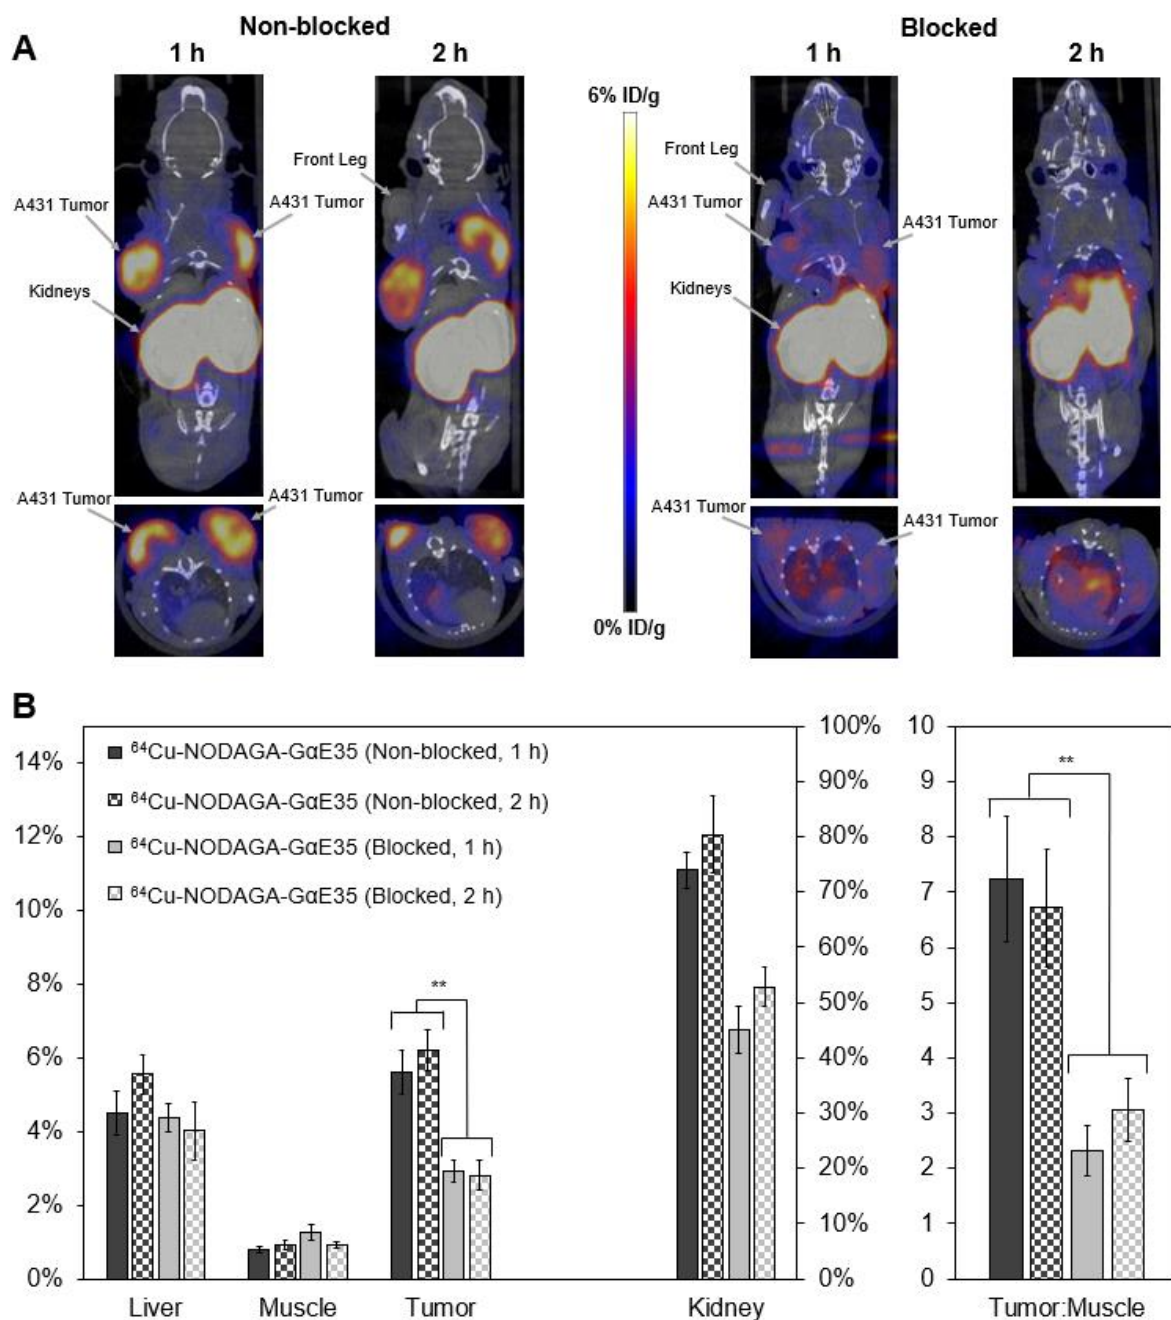 A
Non-blocked
1 h
2 h
Blocked
1 h
2 h
6% ID/g
0% ID/g
Front Leg
A431 Tumor
A431 Tumor
Kidneys
A431 Tumor
A431 Tumor
Front Leg
A431 Tumor
A431 Tumor
Kidneys
A431 Tumor
A431 Tumor
B
14%
12%
10%
8%
6%
4%
2%
0%
⁶⁴Cu-NODAGA-GαE35 (Non-blocked, 1 h)
⁶⁴Cu-NODAGA-GαE35 (Non-blocked, 2 h)
⁶⁴Cu-NODAGA-GαE35 (Blocked, 1 h)
⁶⁴Cu-NODAGA-GαE35 (Blocked, 2 h)
**
Liver
Muscle
Tumor
Kidney
100%
90%
80%
70%
60%
50%
40%
30%
20%
10%
0%
10
9
8
7
6
5
4
3
2
1
0
**
Tumor:Muscle